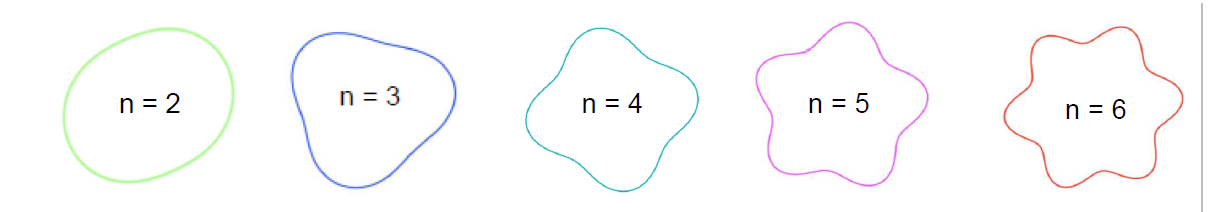 n = 2
n = 3
n = 4
n = 5
n = 6